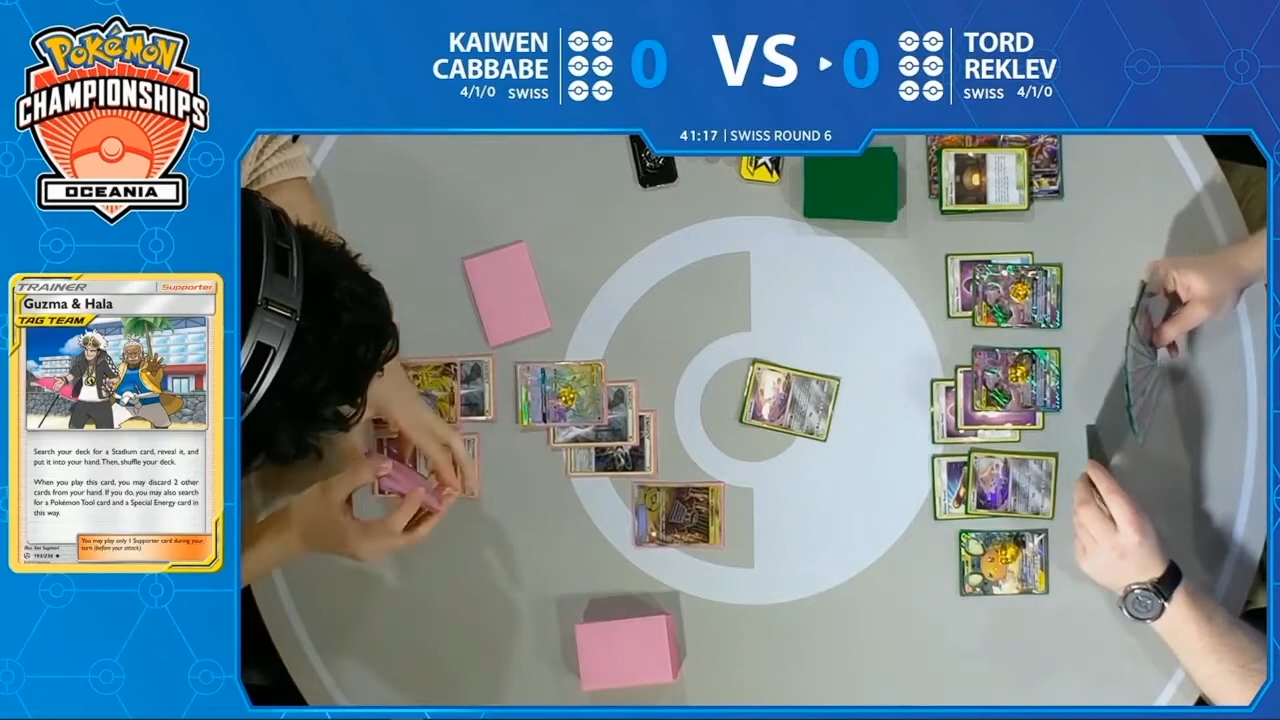 Pokémon
CHAMPIONSHIPS
OCEANIA
KAIWEN
CABBABE
4/1/0 SWISS
0
VS
0
TORD
REKLEV
SWISS 4/1/0
41:17 | SWISS ROUND 6
TRAINER Supporter
Guzma & Hala
TAG TEAM
Search your deck for a Stadium card, reveal it, and
put it into your hand. Then, shuffle your deck.
When you play this card, you may discard 2 other
cards from your hand. If you do, you may also search
for a Pokémon Tool card and a Special Energy card in
this way.
You may play only 1 Supporter card during your
turn (before your attack).
193/236